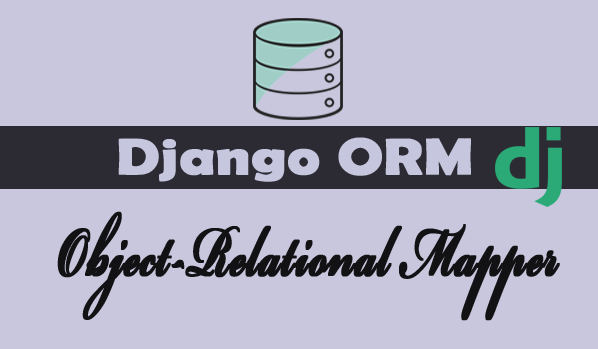 Django ORM dj
Object-Relational Mapper